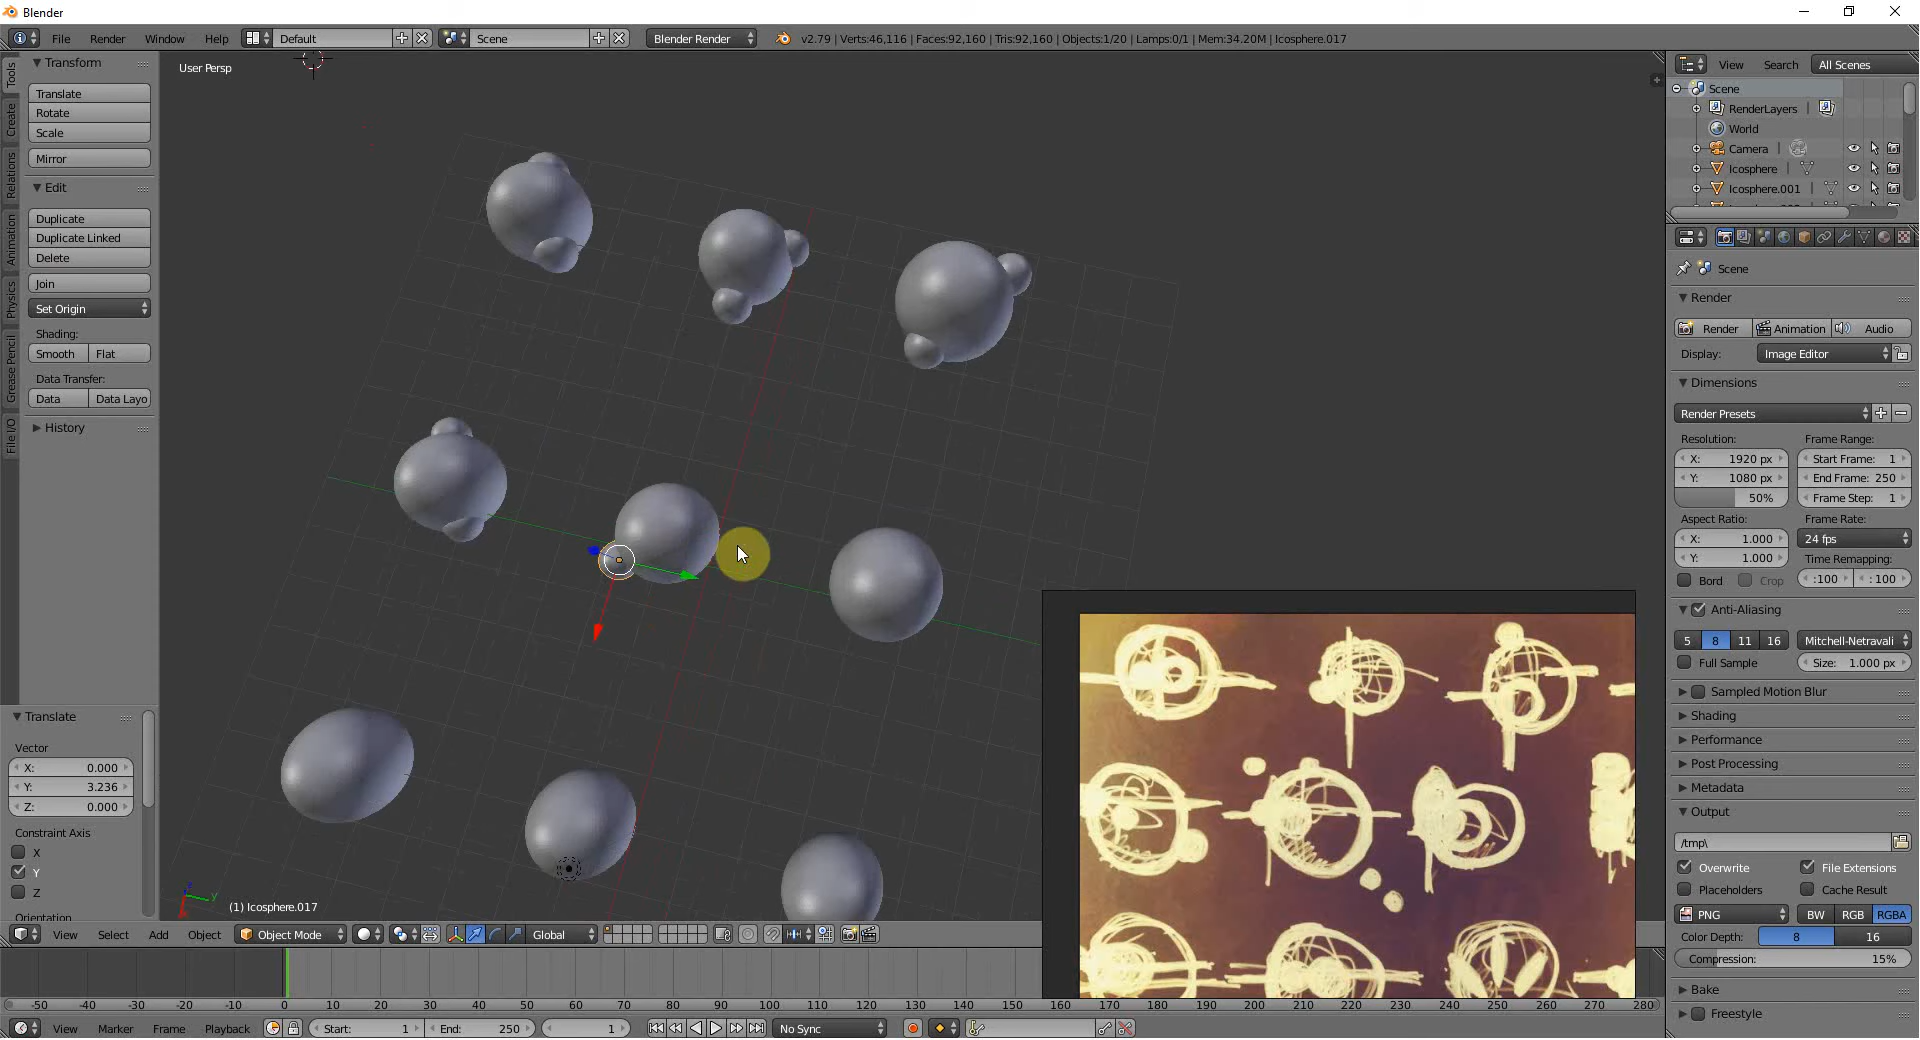 Blender
File Render Window Help Default Scene Blender Render v2.79 | Verts:46,116 | Faces:92,160 | Tris:92,160 | Objects:1/20 | Lamps:0/1 | Mem:34.20M | Icosphere.017
Tools
Create
Relations
Animation
Physics
Grease Pencil
File I/O
Transform
Translate
Rotate
Scale
Mirror
Edit
Duplicate
Duplicate Linked
Delete
Join
Set Origin
Shading:
Smooth Flat
Data Transfer:
Data Data Layo
History
Translate
Vector
X: 0.000
Y: 3.236
Z: 0.000
Constraint Axis
X
Y
Z
Orientation
User Persp
(1) Icosphere.017
View Select Add Object Object Mode Global
-50 -40 -30 -20 -10 0 10 20 30 40 50 60 70 80 90 100 110 120 130 140 150 160 170 180 190 200 210 220 230 240 250 260 270 280
View Marker Frame Playback Start: 1 End: 250 1 No Sync
View Search All Scenes
Scene
RenderLayers
World
Camera
Icosphere
Icosphere.001
Scene
Render
Render Animation Audio
Display: Image Editor
Dimensions
Render Presets
Resolution: Frame Range:
X: 1920 px Start Frame: 1
Y: 1080 px End Frame: 250
50% Frame Step: 1
Aspect Ratio: Frame Rate:
X: 1.000 24 fps
Y: 1.000 Time Remapping:
Bord Crop :100 : 100
Anti-Aliasing
5 8 11 16 Mitchell-Netravali
Full Sample Size: 1.000 px
Sampled Motion Blur
Shading
Performance
Post Processing
Metadata
Output
/tmp\
Overwrite File Extensions
Placeholders Cache Result
PNG BW RGB RGBA
Color Depth: 8 16
Compression: 15%
Bake
Freestyle